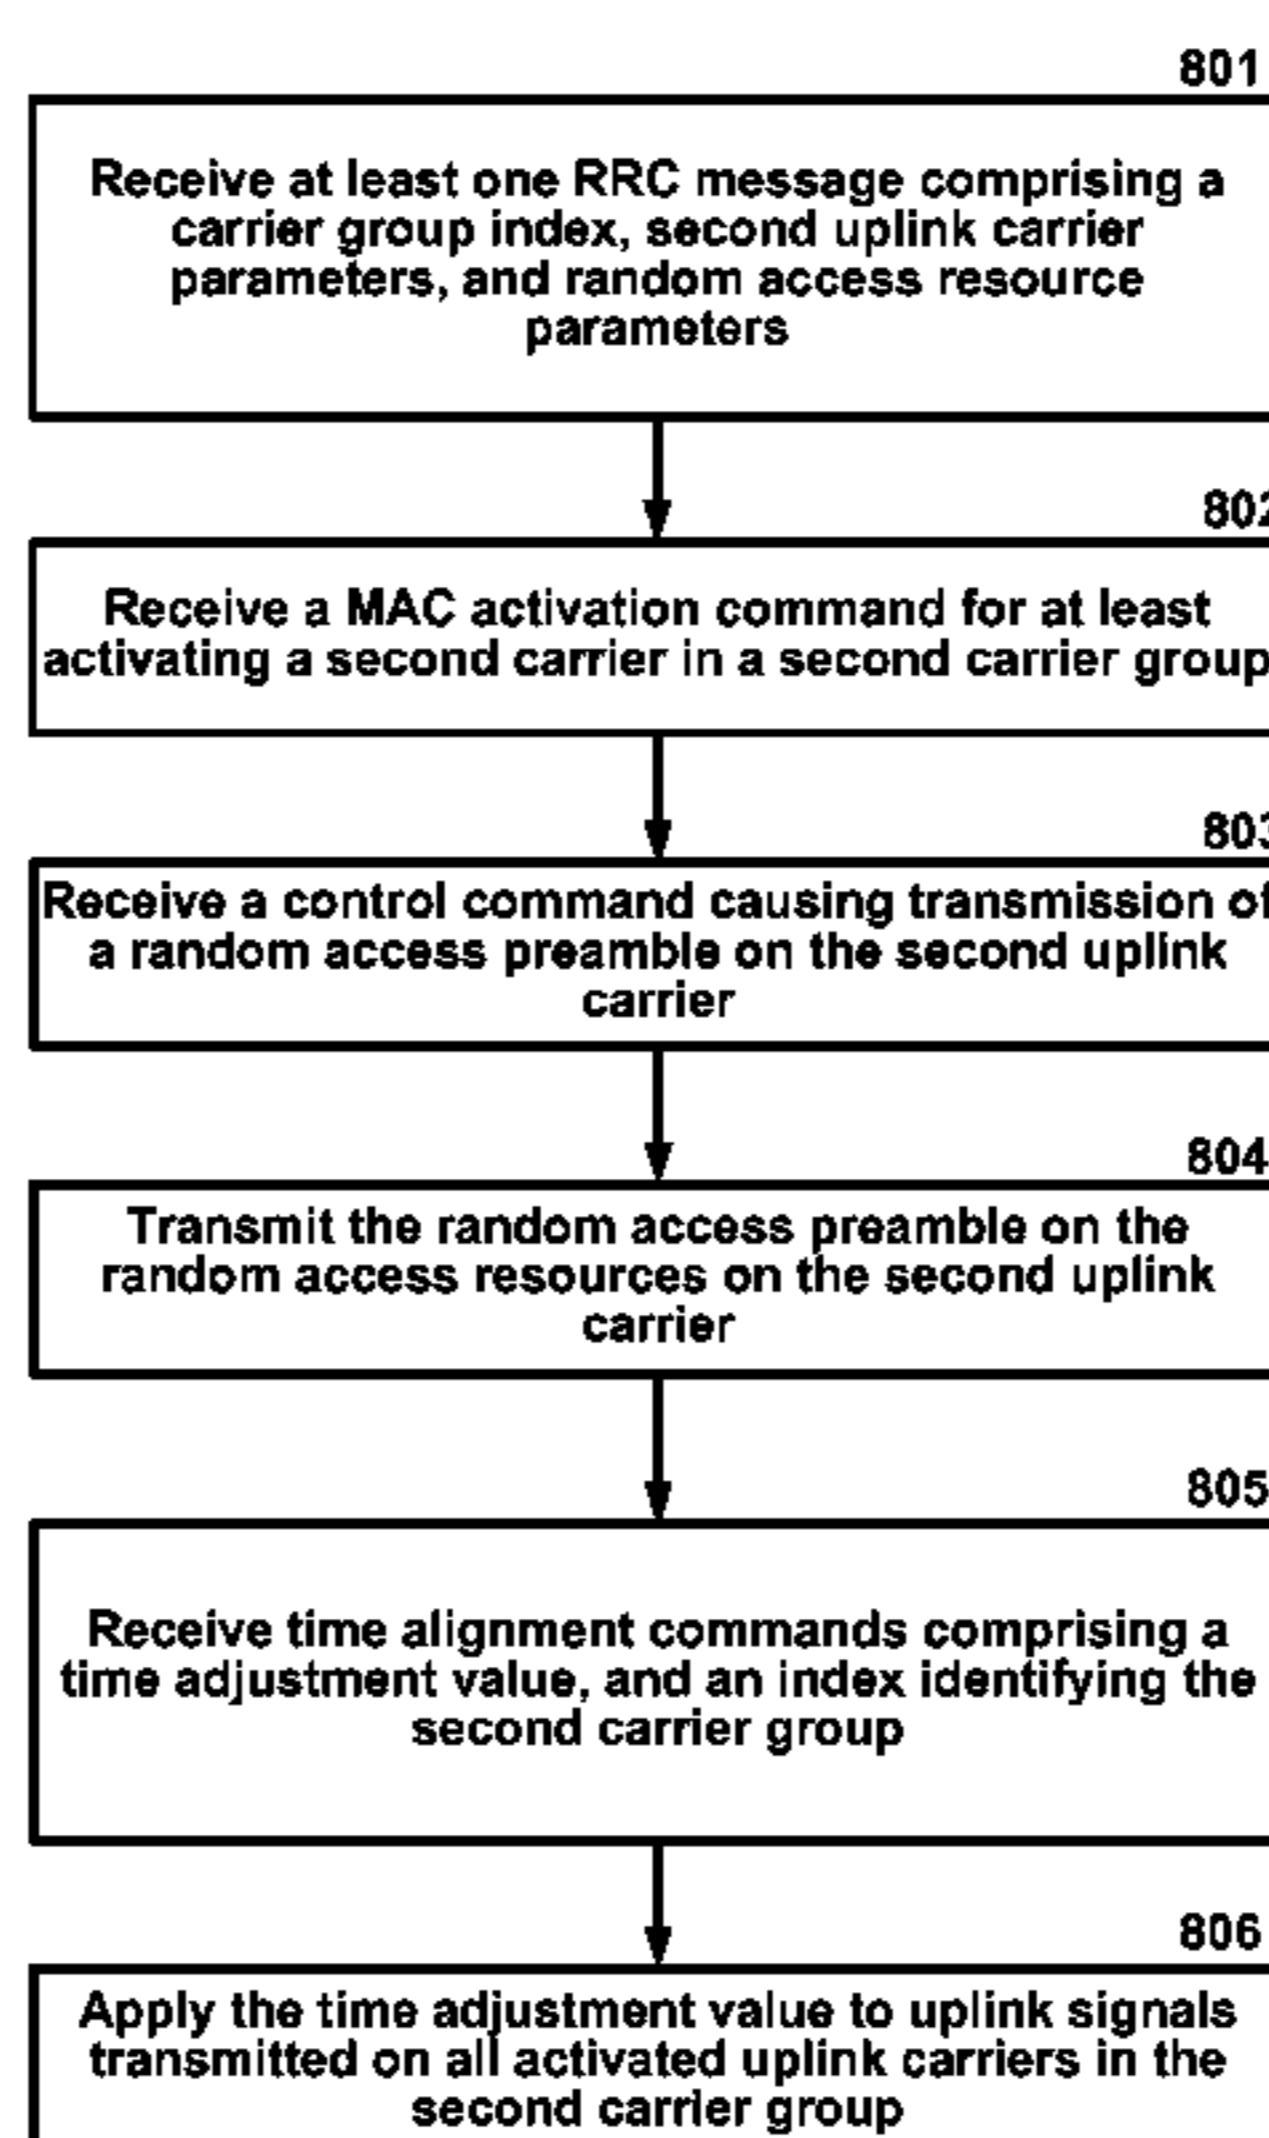 801
Receive at least one RRC message comprising a
carrier group index, second uplink carrier
parameters, and random access resource
parameters
802
Receive a MAC activation command for at least
activating a second carrier in a second carrier group
803
Receive a control command causing transmission of
a random access preamble on the second uplink
carrier
804
Transmit the random access preamble on the
random access resources on the second uplink
carrier
805
Receive time alignment commands comprising a
time adjustment value, and an index identifying the
second carrier group
806
Apply the time adjustment value to uplink signals
transmitted on all activated uplink carriers in the
second carrier group